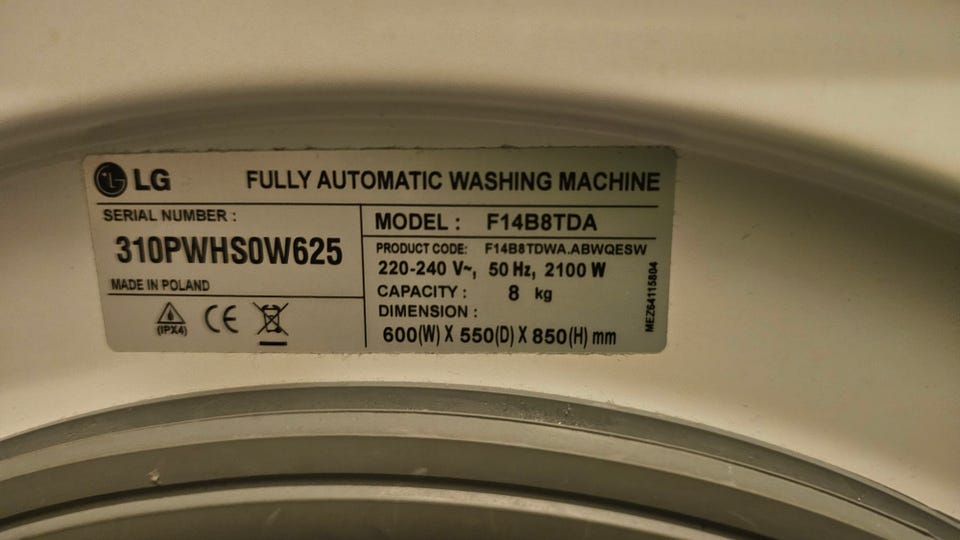 LG FULLY AUTOMATIC WASHING MACHINE
SERIAL NUMBER :
310PWHS0W625
MADE IN POLAND
(IPX4) CE
MODEL : F14B8TDA
PRODUCT CODE: F14B8TDWA.ABWQESW
220-240 V~, 50 Hz, 2100 W
CAPACITY : 8 kg
DIMENSION :
600(W) X 550(D) X 850(H) mm
MEZ64115804